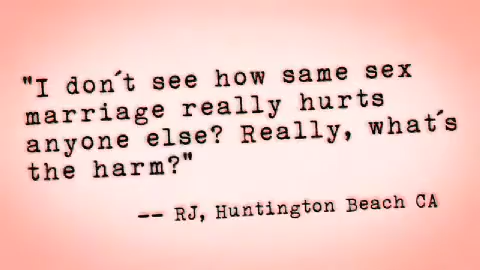 "I don´t see how same sex
marriage really hurts
anyone else? Really, what´s
the harm?"
-- RJ, Huntington Beach CA